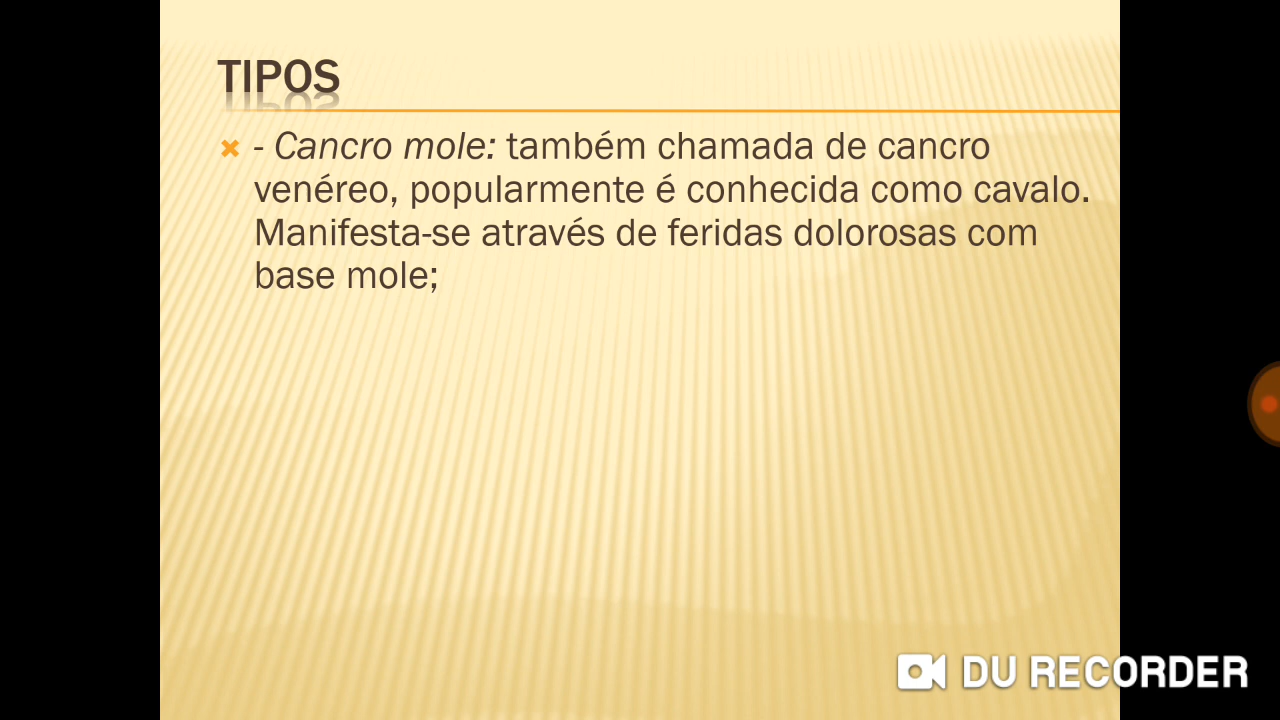 TIPOS
- Cancro mole: também chamada de cancro
venéreo, popularmente é conhecida como cavalo.
Manifesta-se através de feridas dolorosas com
base mole;
DU RECORDER